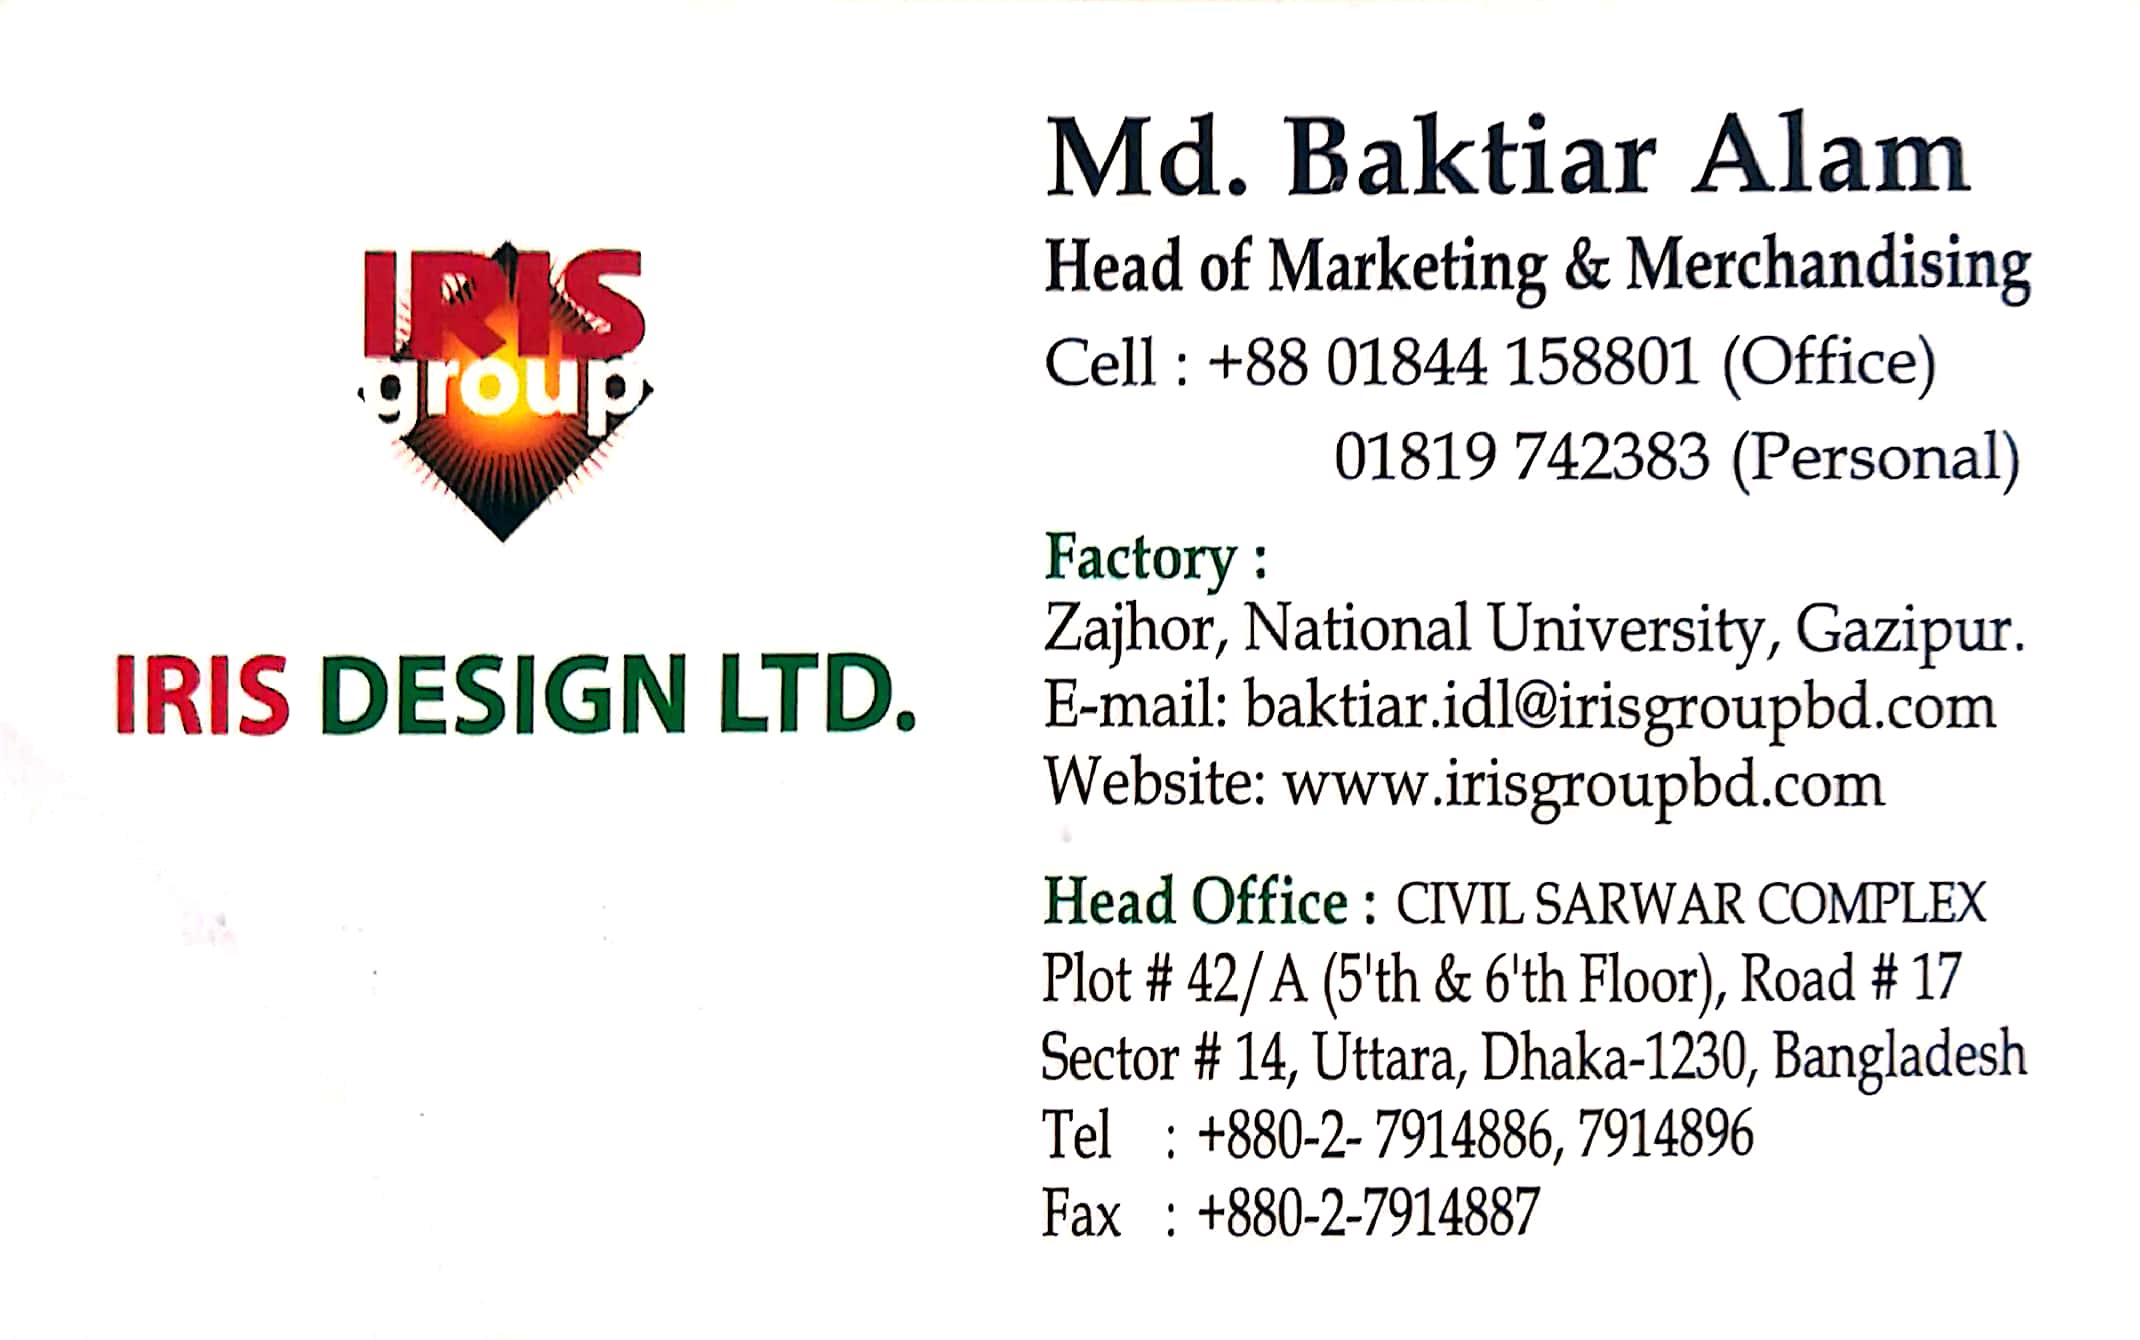 IRIS
group
IRIS DESIGN LTD.
Md. Baktiar Alam
Head of Marketing & Merchandising
Cell : +88 01844 158801 (Office)
01819 742383 (Personal)
Factory :
Zajhor, National University, Gazipur.
E-mail: baktiar.idl@irisgroupbd.com
Website: www.irisgroupbd.com
Head Office : CIVIL SARWAR COMPLEX
Plot # 42/A (5'th & 6'th Floor), Road # 17
Sector # 14, Uttara, Dhaka-1230, Bangladesh
Tel : +880-2- 7914886, 7914896
Fax : +880-2-7914887